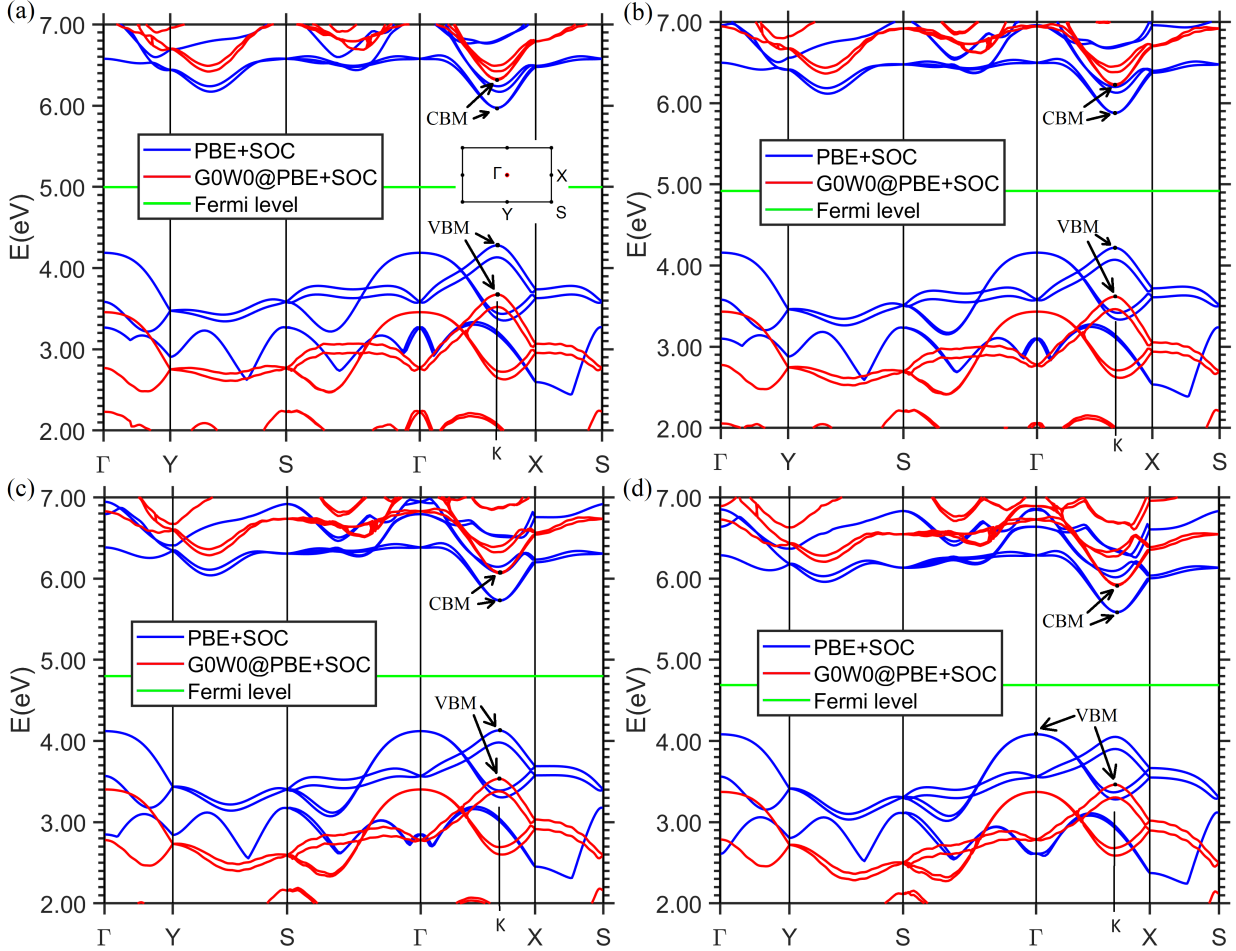 (a)
7.00
6.00
5.00
4.00
3.00
2.00
E(eV)
CBM
PBE+SOC
G0W0@PBE+SOC
Fermi level
Γ
X
Y
S
VBM
Γ
Y
S
Γ
K
X
S
(b)
7.00
6.00
5.00
4.00
3.00
2.00
E(eV)
CBM
PBE+SOC
G0W0@PBE+SOC
Fermi level
VBM
Γ
Y
S
Γ
K
X
S
(c)
7.00
6.00
5.00
4.00
3.00
2.00
E(eV)
CBM
PBE+SOC
G0W0@PBE+SOC
Fermi level
VBM
Γ
Y
S
Γ
K
X
S
(d)
7.00
6.00
5.00
4.00
3.00
2.00
E(eV)
CBM
PBE+SOC
G0W0@PBE+SOC
Fermi level
VBM
Γ
Y
S
Γ
K
X
S